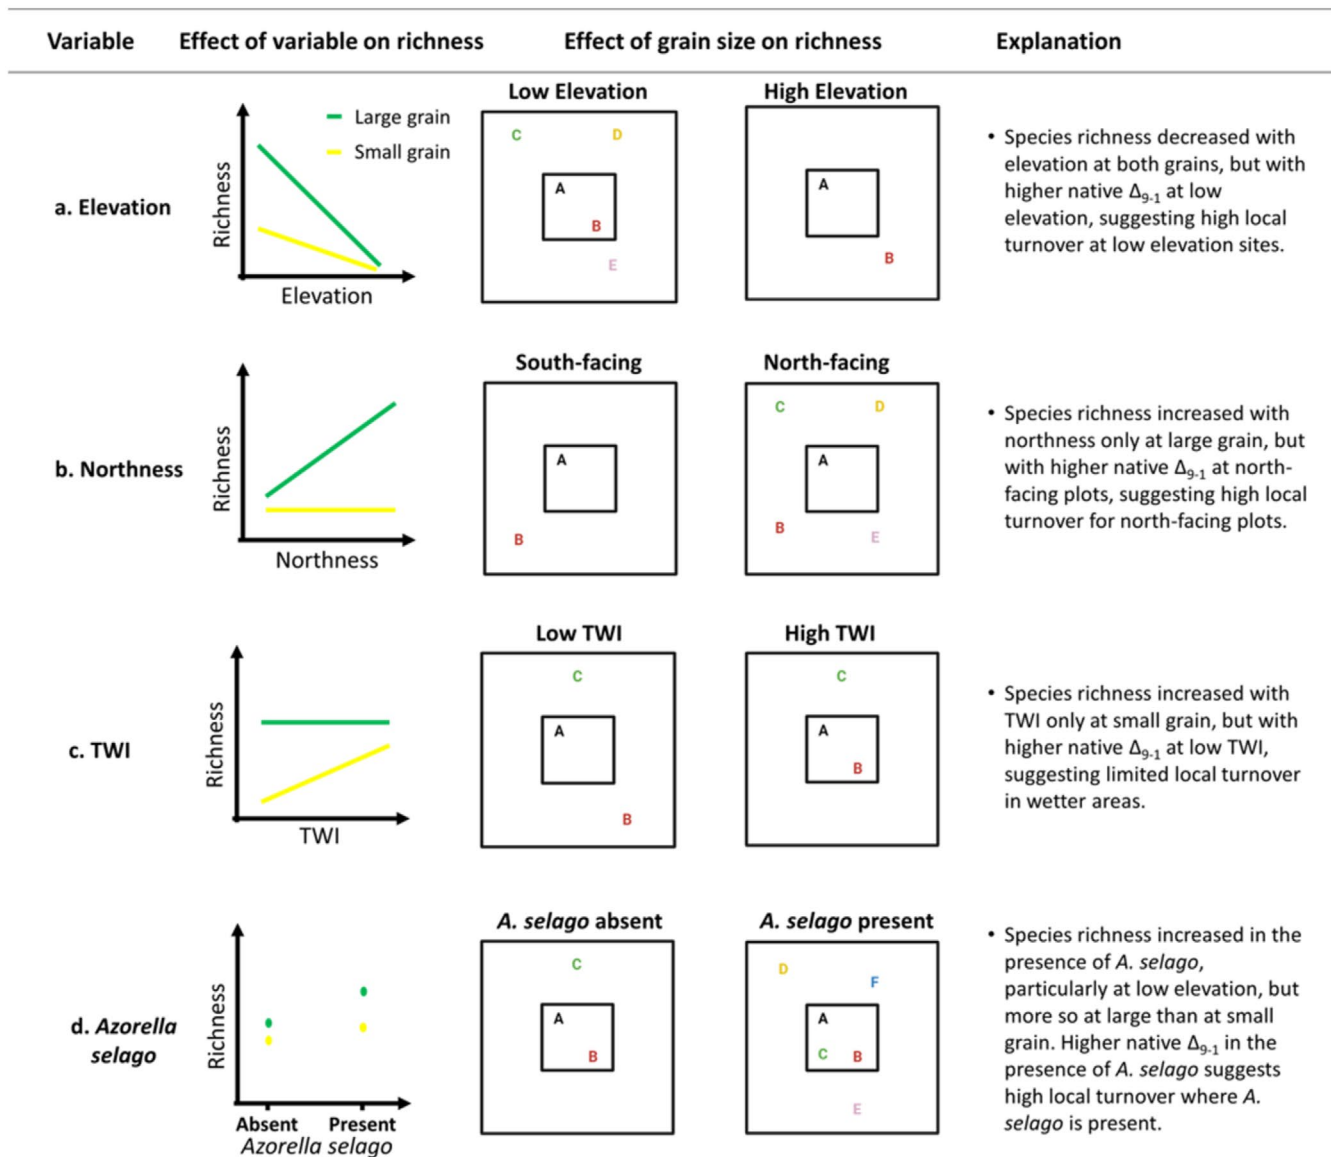 Variable Effect of variable on richness Effect of grain size on richness Explanation
Large grain
Small grain
Richness
Elevation
a. Elevation
Low Elevation
C D
A
B
E
High Elevation
A
B
• Species richness decreased with
elevation at both grains, but with
higher native Δ9-1 at low
elevation, suggesting high local
turnover at low elevation sites.
b. Northness
Richness
Northness
South-facing
A
B
North-facing
C D
A
B E
• Species richness increased with
northness only at large grain, but
with higher native Δ9-1 at north-
facing plots, suggesting high local
turnover for north-facing plots.
c. TWI
Richness
TWI
Low TWI
C
A
B
High TWI
C
A
B
• Species richness increased with
TWI only at small grain, but with
higher native Δ9-1 at low TWI,
suggesting limited local turnover
in wetter areas.
d. Azorella
selago
Richness
Absent Present
Azorella selago
A. selago absent
C
A
B
A. selago present
D F
A
C B
E
• Species richness increased in the
presence of A. selago,
particularly at low elevation, but
more so at large than at small
grain. Higher native Δ9-1 in the
presence of A. selago suggests
high local turnover where A.
selago is present.